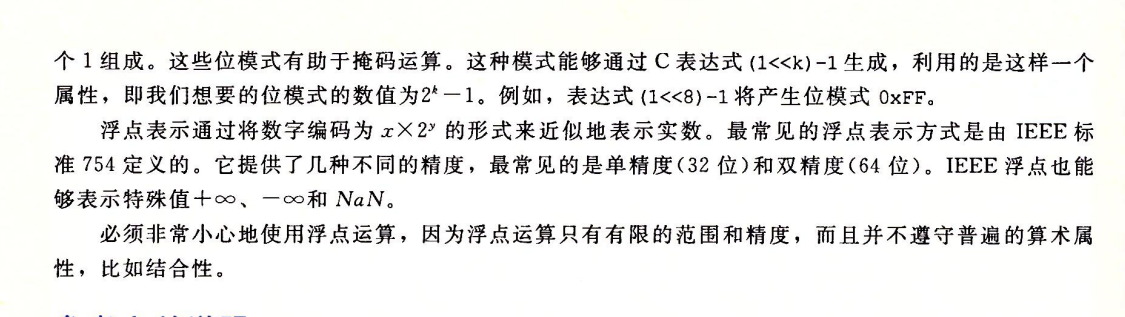 个 1 组成。这些位模式有助于掩码运算。这种模式能够通过 C 表达式 (1<<k)-1 生成，利用的是这样一个
属性，即我们想要的位模式的数值为2ᵏ－1。例如，表达式 (1<<8)-1 将产生位模式 0xFF。
浮点表示通过将数字编码为 x×2ʸ 的形式来近似地表示实数。最常见的浮点表示方式是由 IEEE 标
准 754 定义的。它提供了几种不同的精度，最常见的是单精度(32 位)和双精度(64 位)。IEEE 浮点也能
够表示特殊值＋∞、－∞和 NaN。
必须非常小心地使用浮点运算，因为浮点运算只有有限的范围和精度，而且并不遵守普遍的算术属
性，比如结合性。